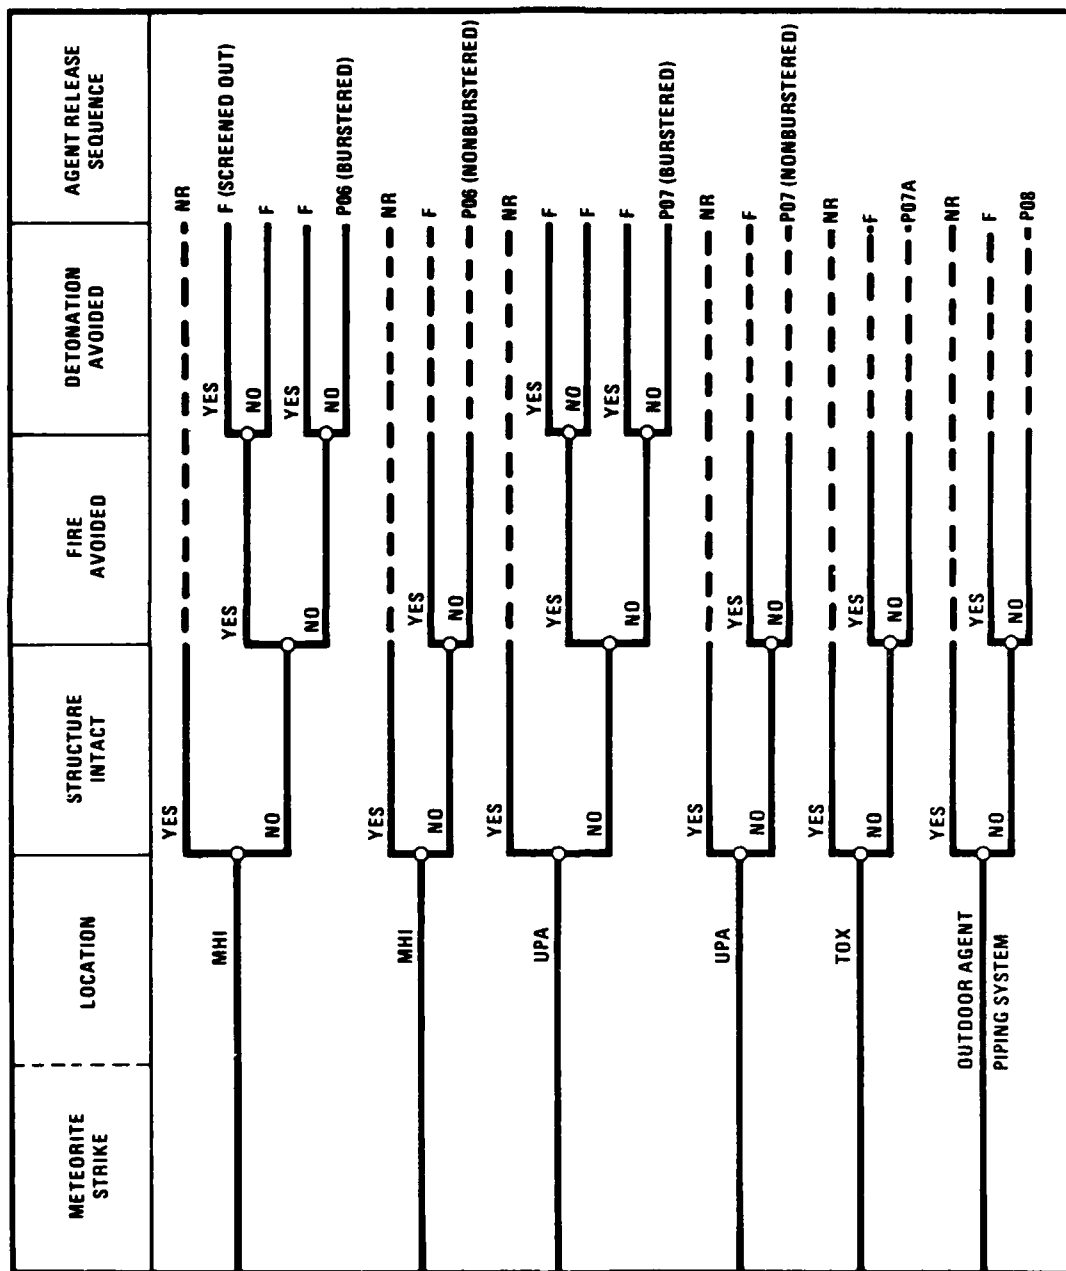 METEORITE
STRIKE
LOCATION
STRUCTURE
INTACT
FIRE
AVOIDED
DETONATION
AVOIDED
AGENT RELEASE
SEQUENCE
MHI
YES
NO
YES
NO
YES
NO
YES
NO
NR
F (SCREENED OUT)
F
F
P06 (BURSTERED)
MHI
YES
NO
YES
NO
NR
F
P06 (NONBURSTERED)
UPA
YES
NO
YES
NO
YES
NO
YES
NO
NR
F
F
F
P07 (BURSTERED)
UPA
YES
NO
YES
NO
NR
F
P07 (NONBURSTERED)
TOX
YES
NO
YES
NO
NR
F
P07A
OUTDOOR AGENT
PIPING SYSTEM
YES
NO
YES
NO
NR
F
P08